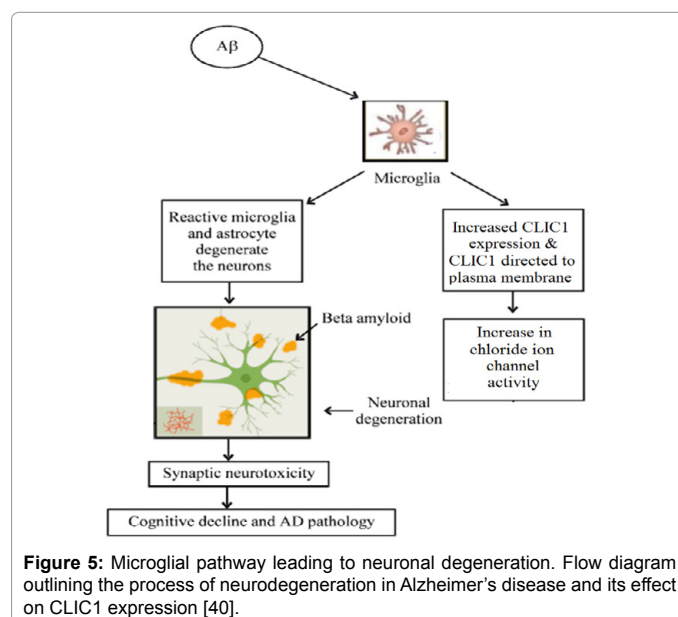 Aβ
Microglia
Reactive microglia
and astrocyte
degenerate
the neurons
Increased CLIC1
expression &
CLIC1 directed to
plasma membrane
Beta amyloid
Increase in
chloride ion
channel
activity
Neuronal
degeneration
Synaptic neurotoxicity
Cognitive decline and AD pathology
Figure 5: Microglial pathway leading to neuronal degeneration. Flow diagram
outlining the process of neurodegeneration in Alzheimer’s disease and its effect
on CLIC1 expression [40].